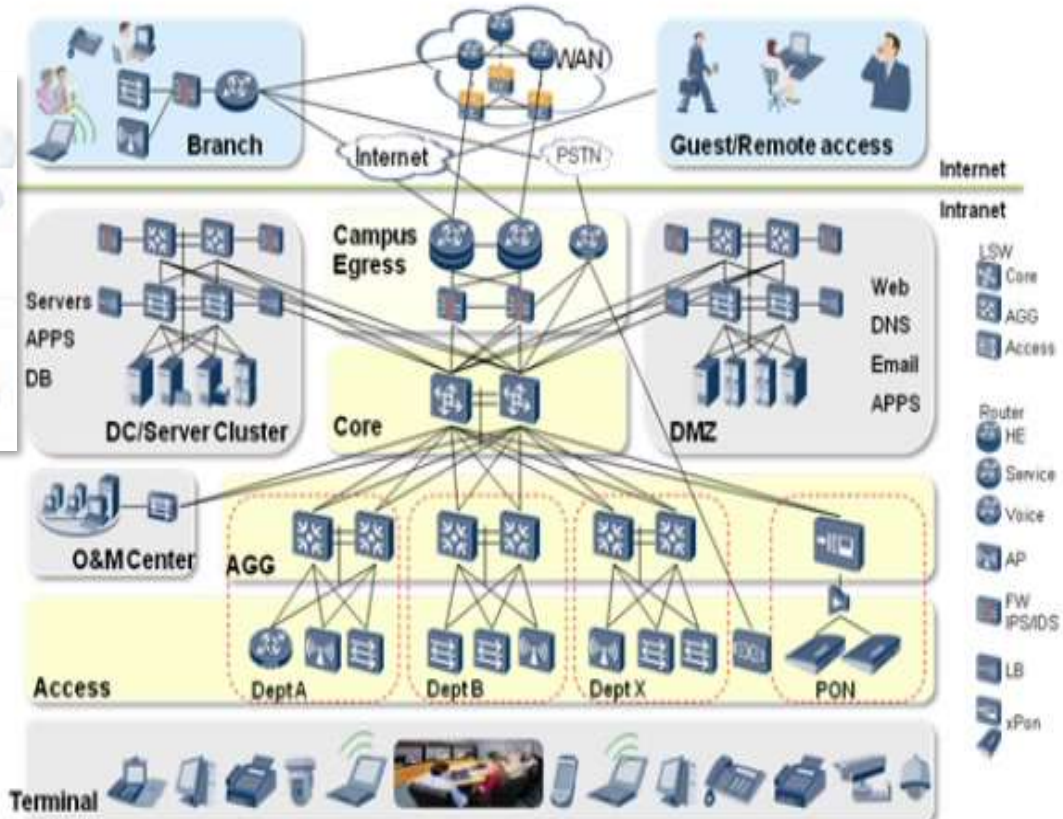 WAN
Branch
Internet
PSTN
Guest/Remote access
Internet
Intranet
Campus
Egress
Servers
APPS
DB
DC/Server Cluster
Core
Web
DNS
Email
APPS
DMZ
LSW
Core
AGG
Access
Router
HE
Service
Voice
AP
FW
IPS/IDS
LB
xPon
O&M Center
AGG
Access
Dept A
Dept B
Dept X
PON
Terminal